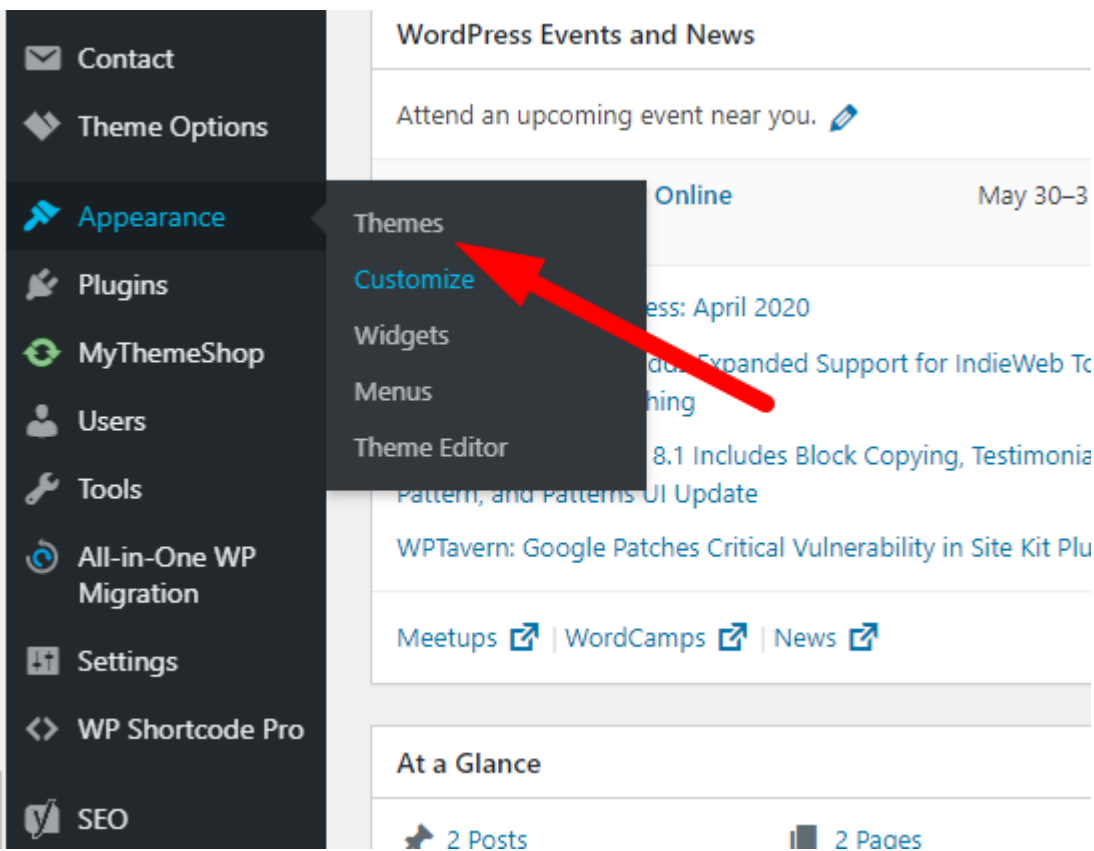 Contact
Theme Options
Appearance
Plugins
MyThemeShop
Users
Tools
All-in-One WP
Migration
Settings
WP Shortcode Pro
SEO
Themes
Customize
Widgets
Menus
Theme Editor
WordPress Events and News
Attend an upcoming event near you.
Online
May 30–3
ess: April 2020
Expanded Support for IndieWeb To
hing
8.1 Includes Block Copying, Testimonia
Pattern, and Patterns UI Update
WPTavern: Google Patches Critical Vulnerability in Site Kit Plu
Meetups | WordCamps | News
At a Glance
2 Posts
2 Pages